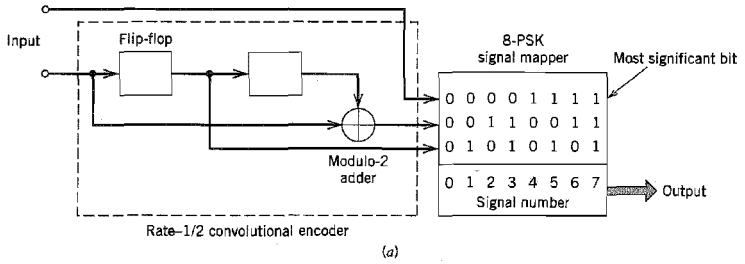 Input
Flip-flop
8-PSK
signal mapper
Most significant bit
0 0 0 0 1 1 1 1
0 0 1 1 0 0 1 1
0 1 0 1 0 1 0 1
Modulo-2
adder
0 1 2 3 4 5 6 7
Signal number
Output
Rate-1/2 convolutional encoder
(a)